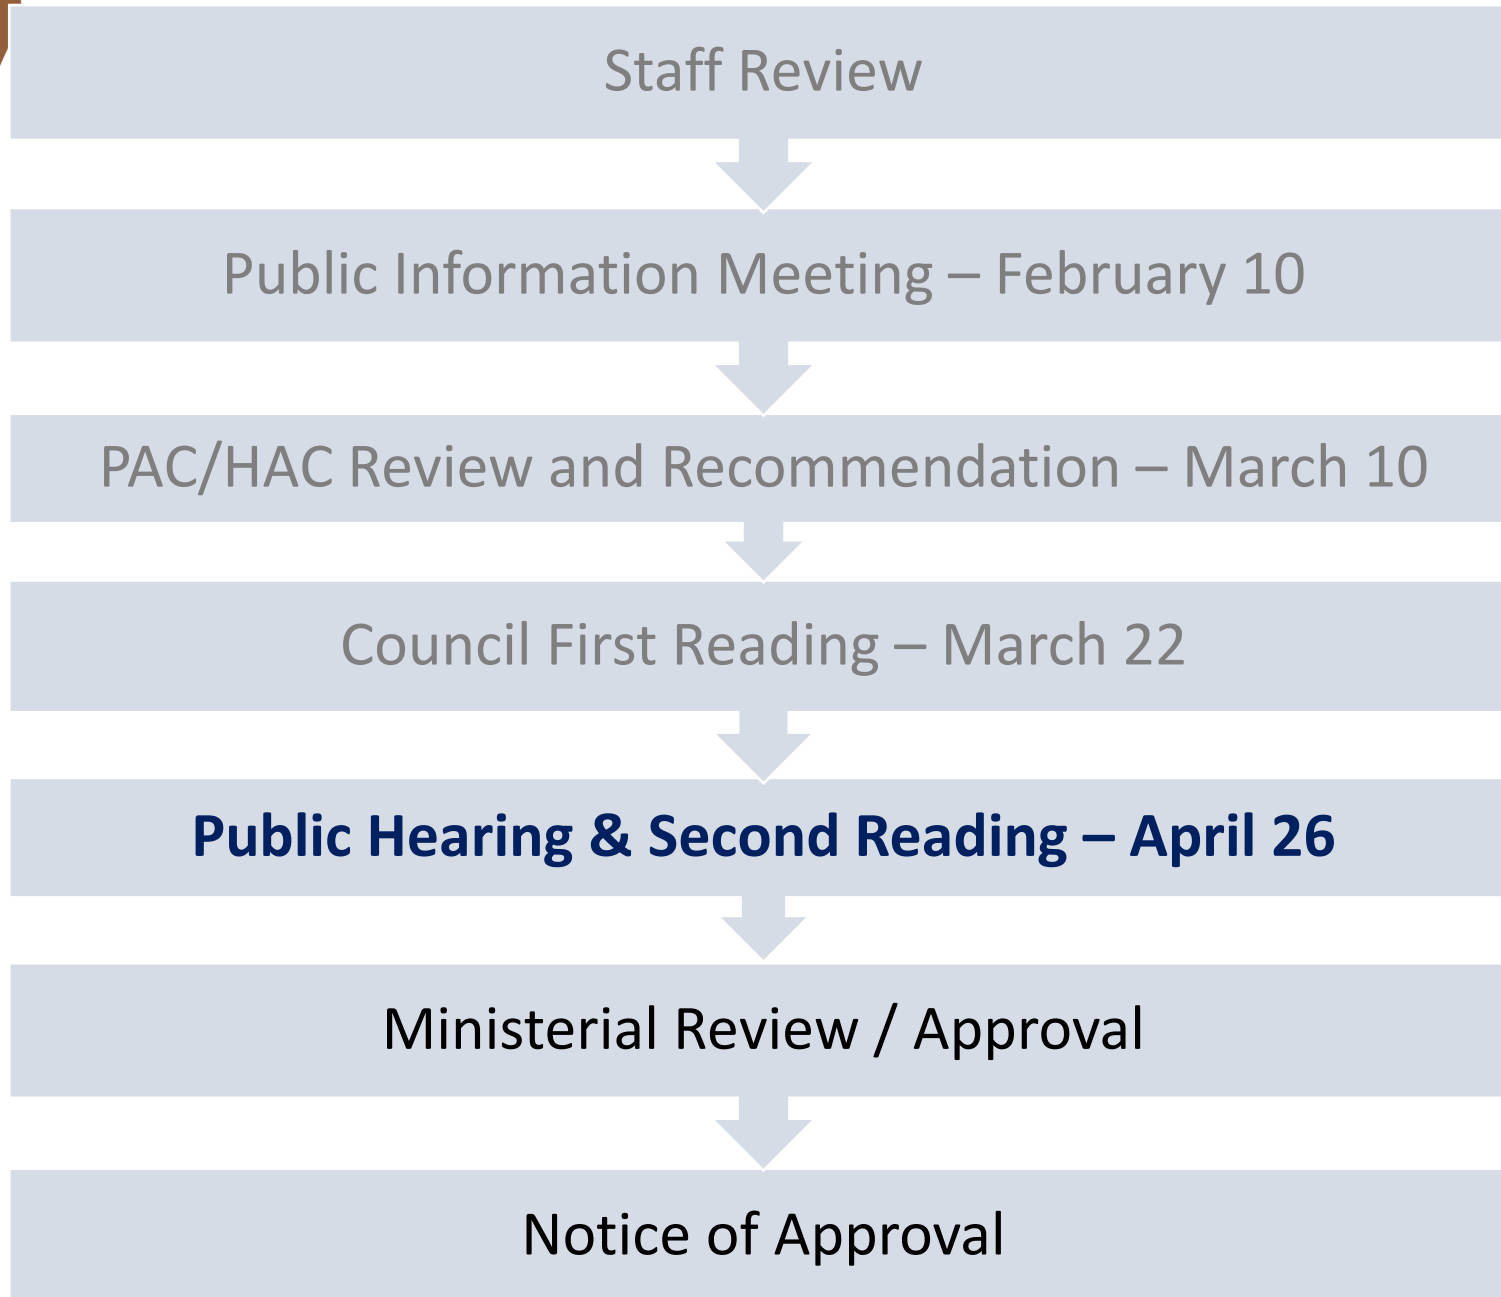 Staff Review
Public Information Meeting – February 10
PAC/HAC Review and Recommendation – March 10
Council First Reading – March 22
Public Hearing & Second Reading – April 26
Ministerial Review / Approval
Notice of Approval